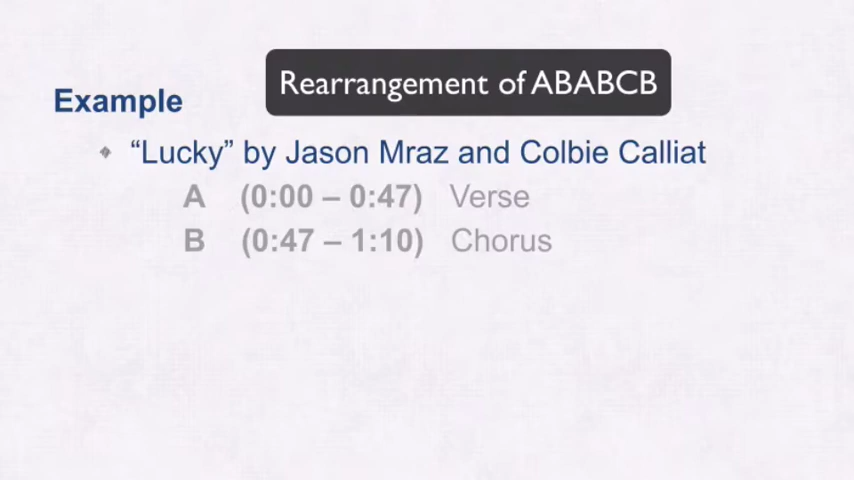 Rearrangement of ABABCB
Example
“Lucky” by Jason Mraz and Colbie Calliat
A (0:00 – 0:47) Verse
B (0:47 – 1:10) Chorus